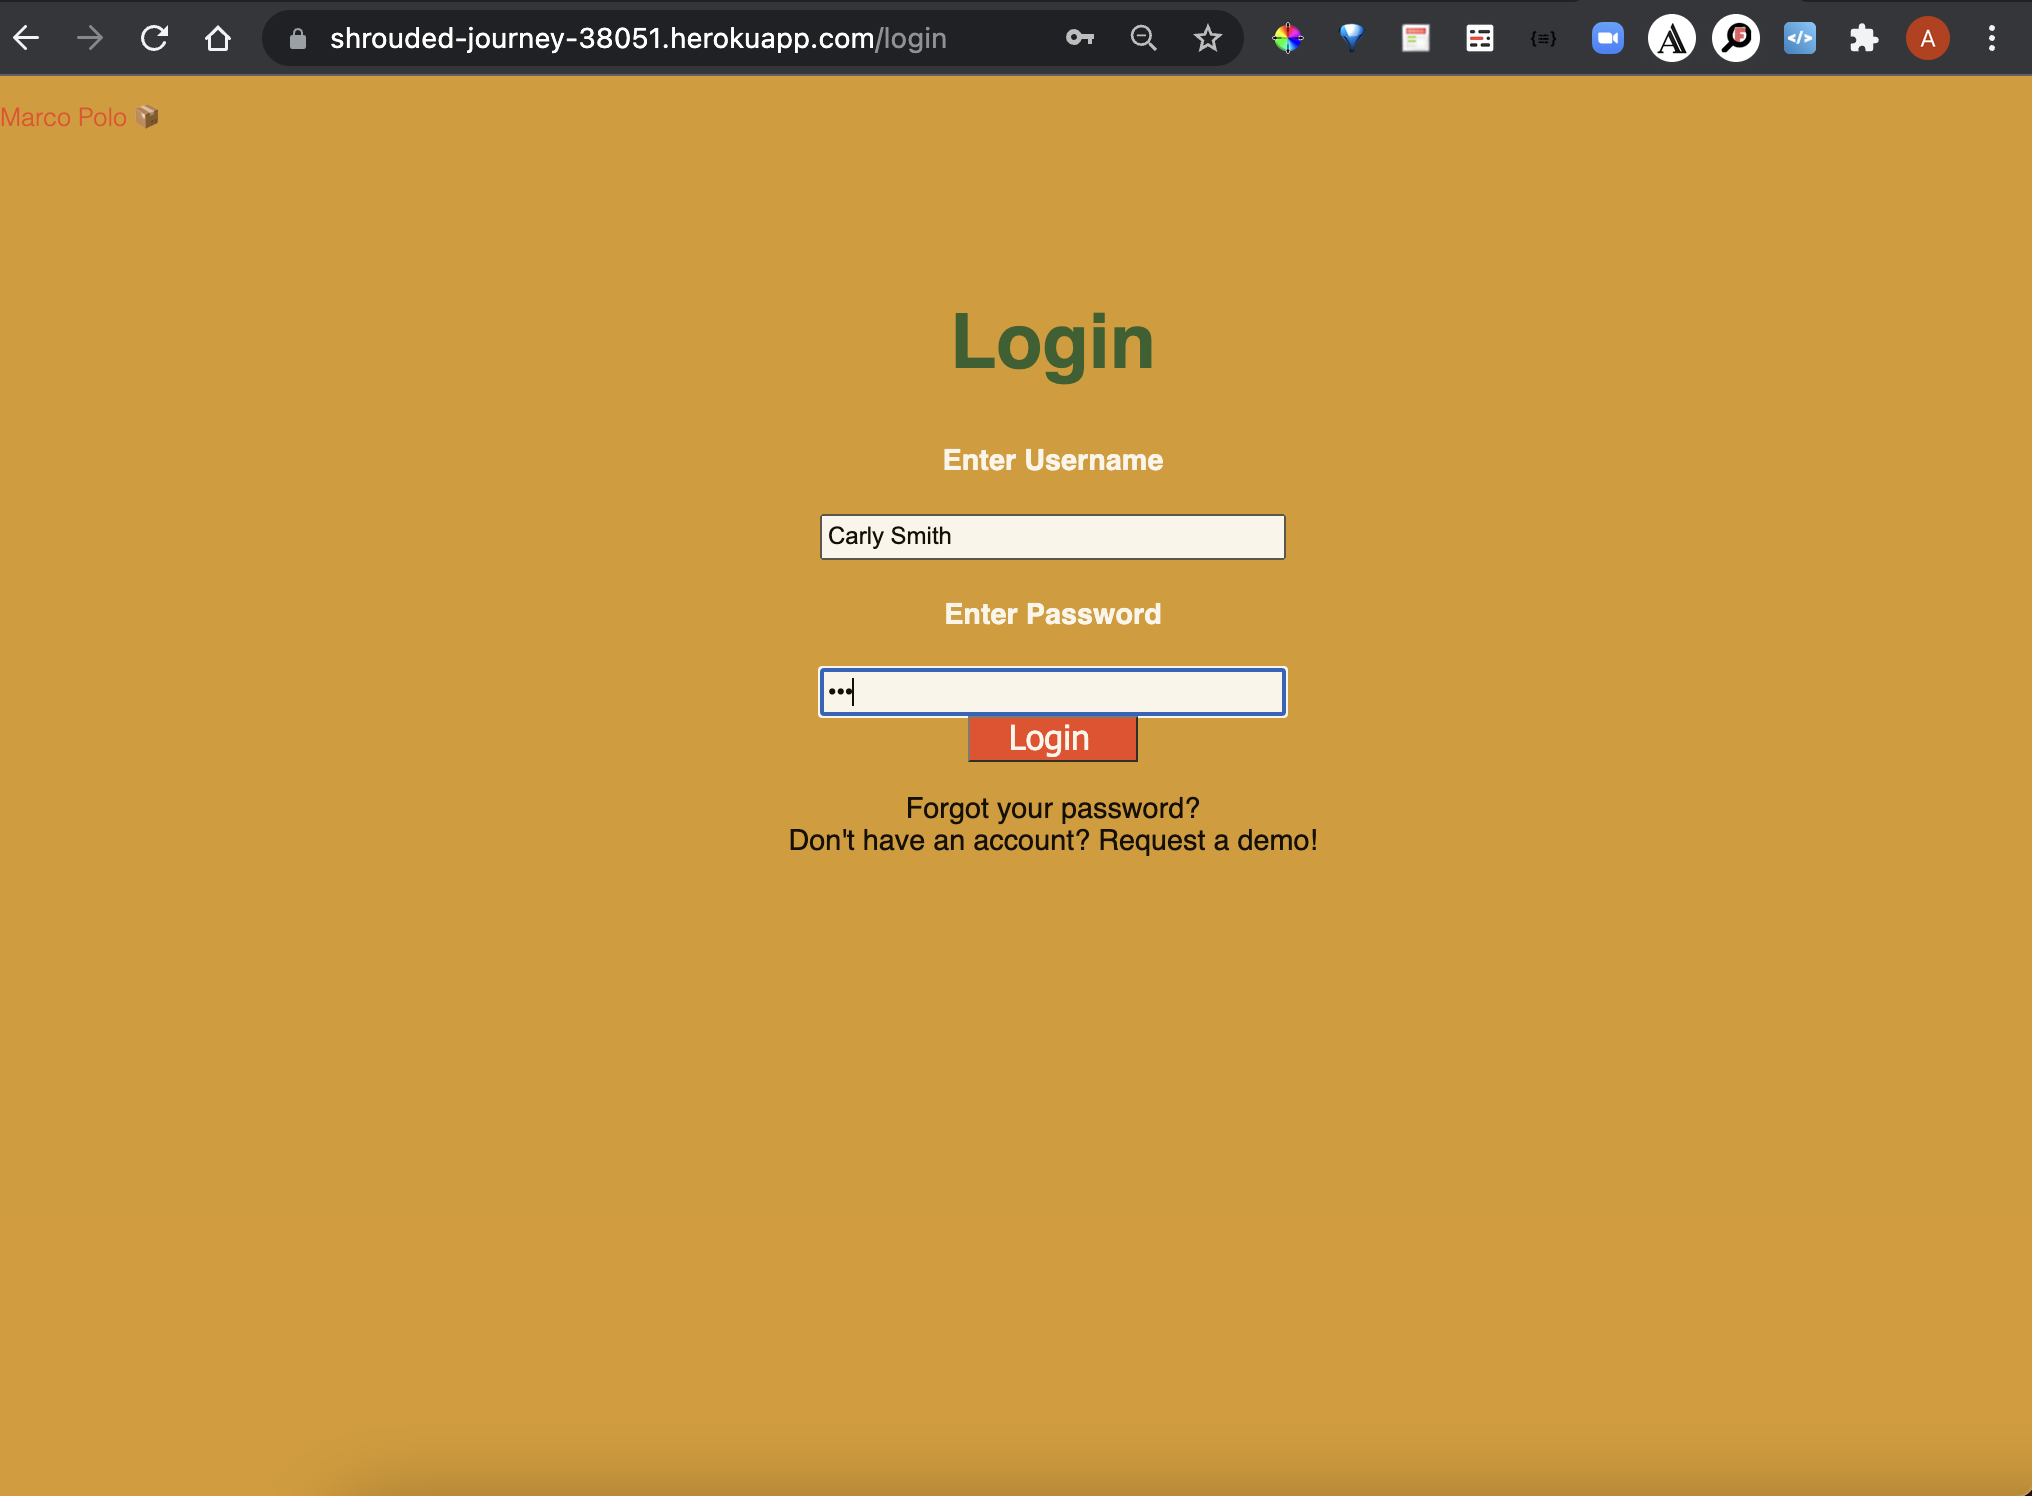 shrouded-journey-38051.herokuapp.com/login
A
Marco Polo 📦
Login
Enter Username
Carly Smith
Enter Password
•••
Login
Forgot your password?
Don't have an account? Request a demo!